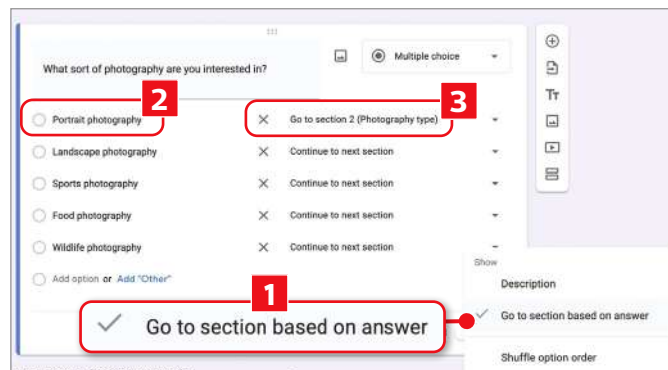 What sort of photography are you interested in?
Multiple choice
2
3
Portrait photography
Go to section 2 (Photography type)
Tт
Landscape photography
Continue to next section
Sports photography
Continue to next section
Food photography
Continue to next section
Wildlife photography
Continue to next section
Add option or Add "Other"
Show
Description
1
Go to section based on answer
Go to section based on answer
Shuffle option order